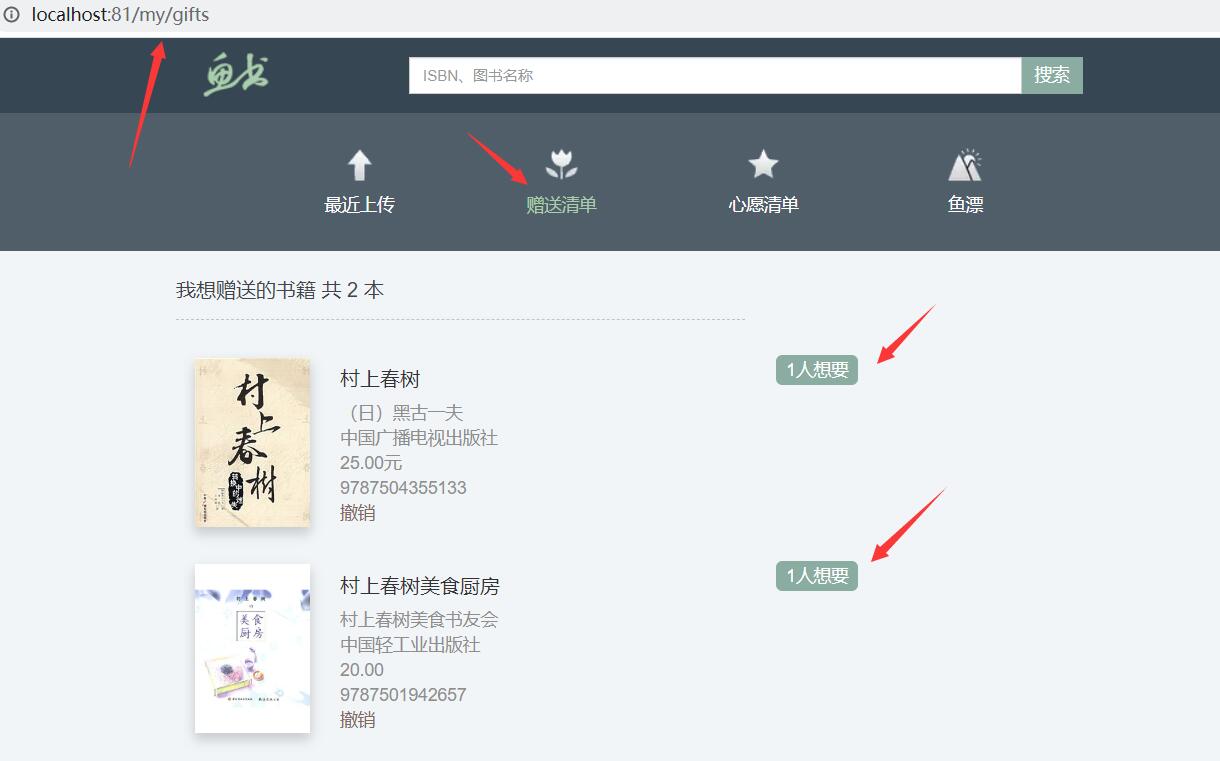 localhost:81/my/gifts
鱼书
ISBN、图书名称
搜索
最近上传
赠送清单
心愿清单
鱼漂
我想赠送的书籍 共 2 本
村上春树
村上春树
（日）黑古一夫
中国广播电视出版社
25.00元
9787504355133
撤销
1人想要
村上春树
美食
厨房
村上春树美食厨房
村上春树美食书友会
中国轻工业出版社
20.00
9787501942657
撤销
1人想要